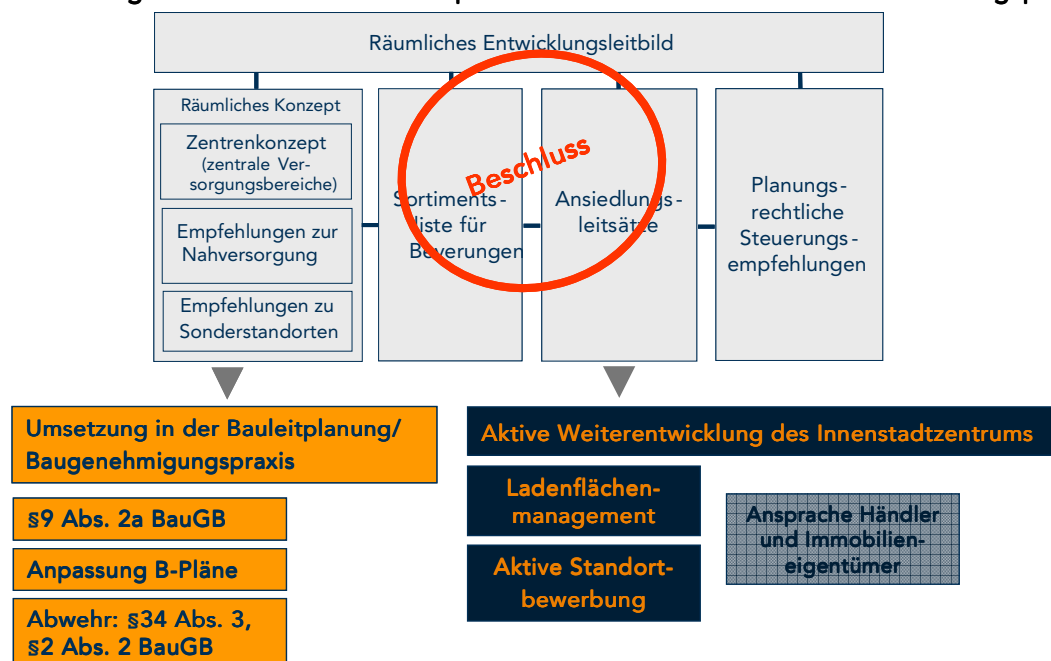 Räumliches Entwicklungsleitbild
Räumliches Konzept
Zentrenkonzept
(zentrale Ver-
sorgungsbereiche)
Empfehlungen zur
Nahversorgung
Empfehlungen zu
Sonderstandorten
Beschluss
Sortiments-
liste für
Beverungen
Ansiedlungs-
leitsätze
Planungs-
rechtliche
Steuerungs-
empfehlungen
Umsetzung in der Bauleitplanung/
Baugenehmigungspraxis
§9 Abs. 2a BauGB
Anpassung B-Pläne
Abwehr: §34 Abs. 3,
§2 Abs. 2 BauGB
Aktive Weiterentwicklung des Innenstadtzentrums
Ladenflächen-
management
Aktive Standort-
bewerbung
Ansprache Händler
und Immobilien-
eigentümer